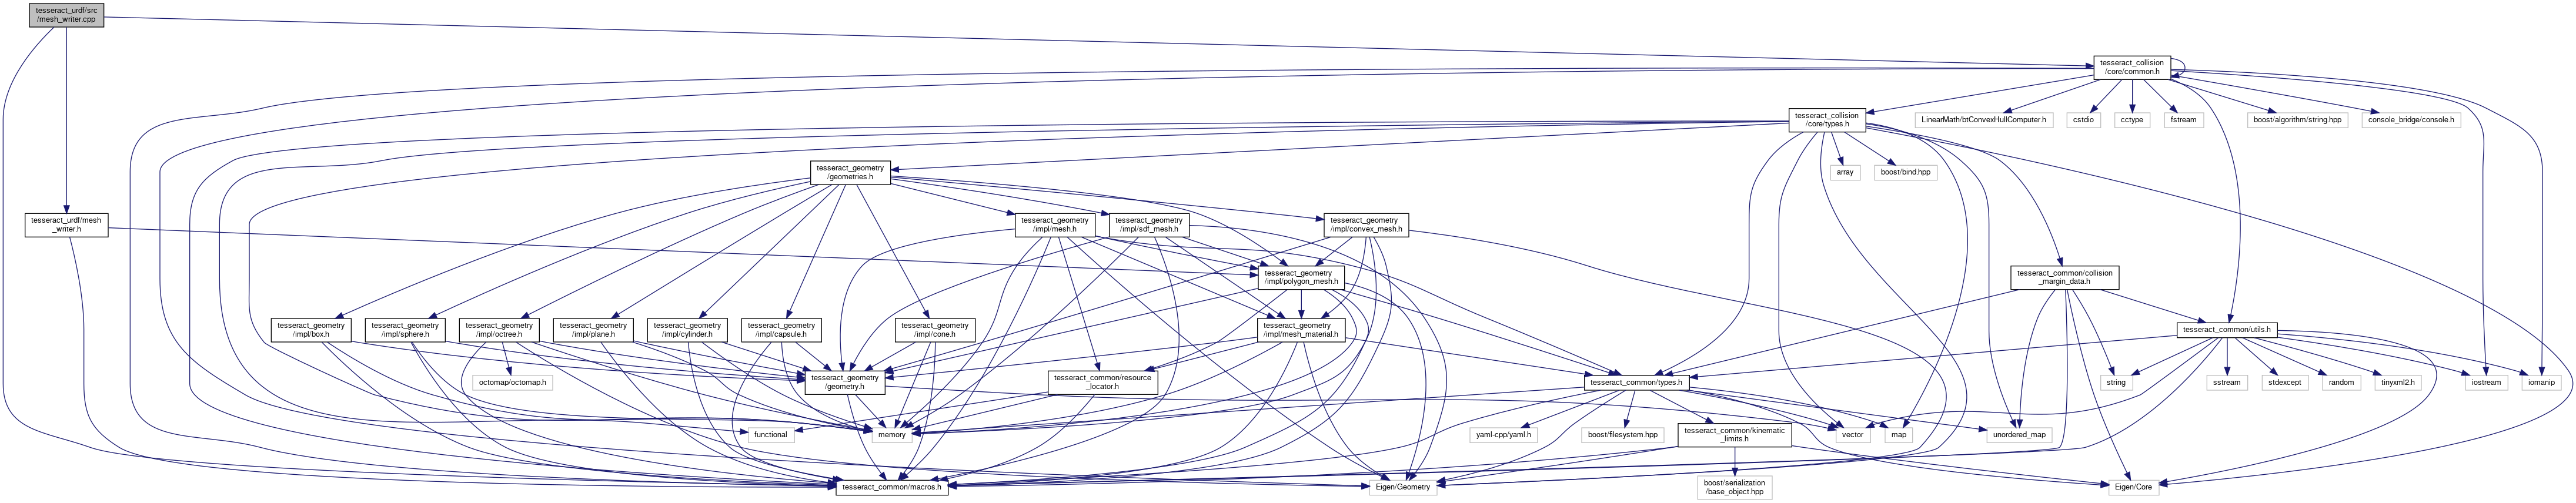 tesseract_urdf/src
/mesh_writer.cpp
tesseract_collision
/core/common.h
tesseract_collision
/core/types.h
LinearMath/btConvexHullComputer.h
cstdio
cctype
fstream
boost/algorithm/string.hpp
console_bridge/console.h
tesseract_geometry
/geometries.h
array
boost/bind.hpp
tesseract_urdf/mesh
_writer.h
tesseract_geometry
/impl/mesh.h
tesseract_geometry
/impl/sdf_mesh.h
tesseract_geometry
/impl/convex_mesh.h
tesseract_geometry
/impl/polygon_mesh.h
tesseract_common/collision
_margin_data.h
tesseract_geometry
/impl/box.h
tesseract_geometry
/impl/sphere.h
tesseract_geometry
/impl/octree.h
tesseract_geometry
/impl/plane.h
tesseract_geometry
/impl/cylinder.h
tesseract_geometry
/impl/capsule.h
tesseract_geometry
/impl/cone.h
tesseract_geometry
/impl/mesh_material.h
tesseract_common/utils.h
octomap/octomap.h
tesseract_geometry
/geometry.h
tesseract_common/resource
_locator.h
tesseract_common/types.h
string
sstream
stdexcept
random
tinyxml2.h
iostream
iomanip
functional
memory
yaml-cpp/yaml.h
boost/filesystem.hpp
tesseract_common/kinematic
_limits.h
vector
map
unordered_map
tesseract_common/macros.h
Eigen/Geometry
boost/serialization
/base_object.hpp
Eigen/Core